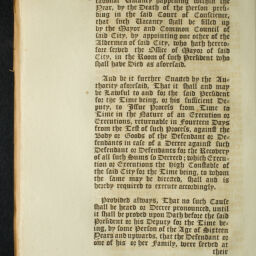 casional Vacancy happening within the
Year, by the Death of the person presi-
ding in the said Court of Conscience,
that such Vacancy shall be filled up
by the Mayor and Common Council of
said City, by appointing one other of the
Aldermen of said City, who hath hereto-
fore served the Office of Mayor of said
City, in the Room of such President who
shall have Died as aforesaid.
And be it further Enacted by the Au-
thority aforesaid, That it shall and may
be Lawful to and for the said President
for the Time being, or his sufficient De-
puty, to Issue Process from Time to
Time in the Nature of an Execution or
Executions, returnable in Fourteen Days
from the Test of such Process, against the
Body or Goods of the Defendant or De-
fendants in case of a Decree against such
Defendant or Defendants for the Recovery
of all such Sums so Decreed; which Execu-
tion or Executions the High Constable of
the said City for the Time being, to whom
the same may be directed, shall and is
hereby required to execute accordingly.
Provided always, That no such Cause
shall be heard or Decree pronounced, until
it shall be proved upon Oath before the said
President or his Deputy for the Time be-
ing, by some Person of the Age of Sixteen
Years and upwards, that the Defendant or
one of his or her Family, were served at
their